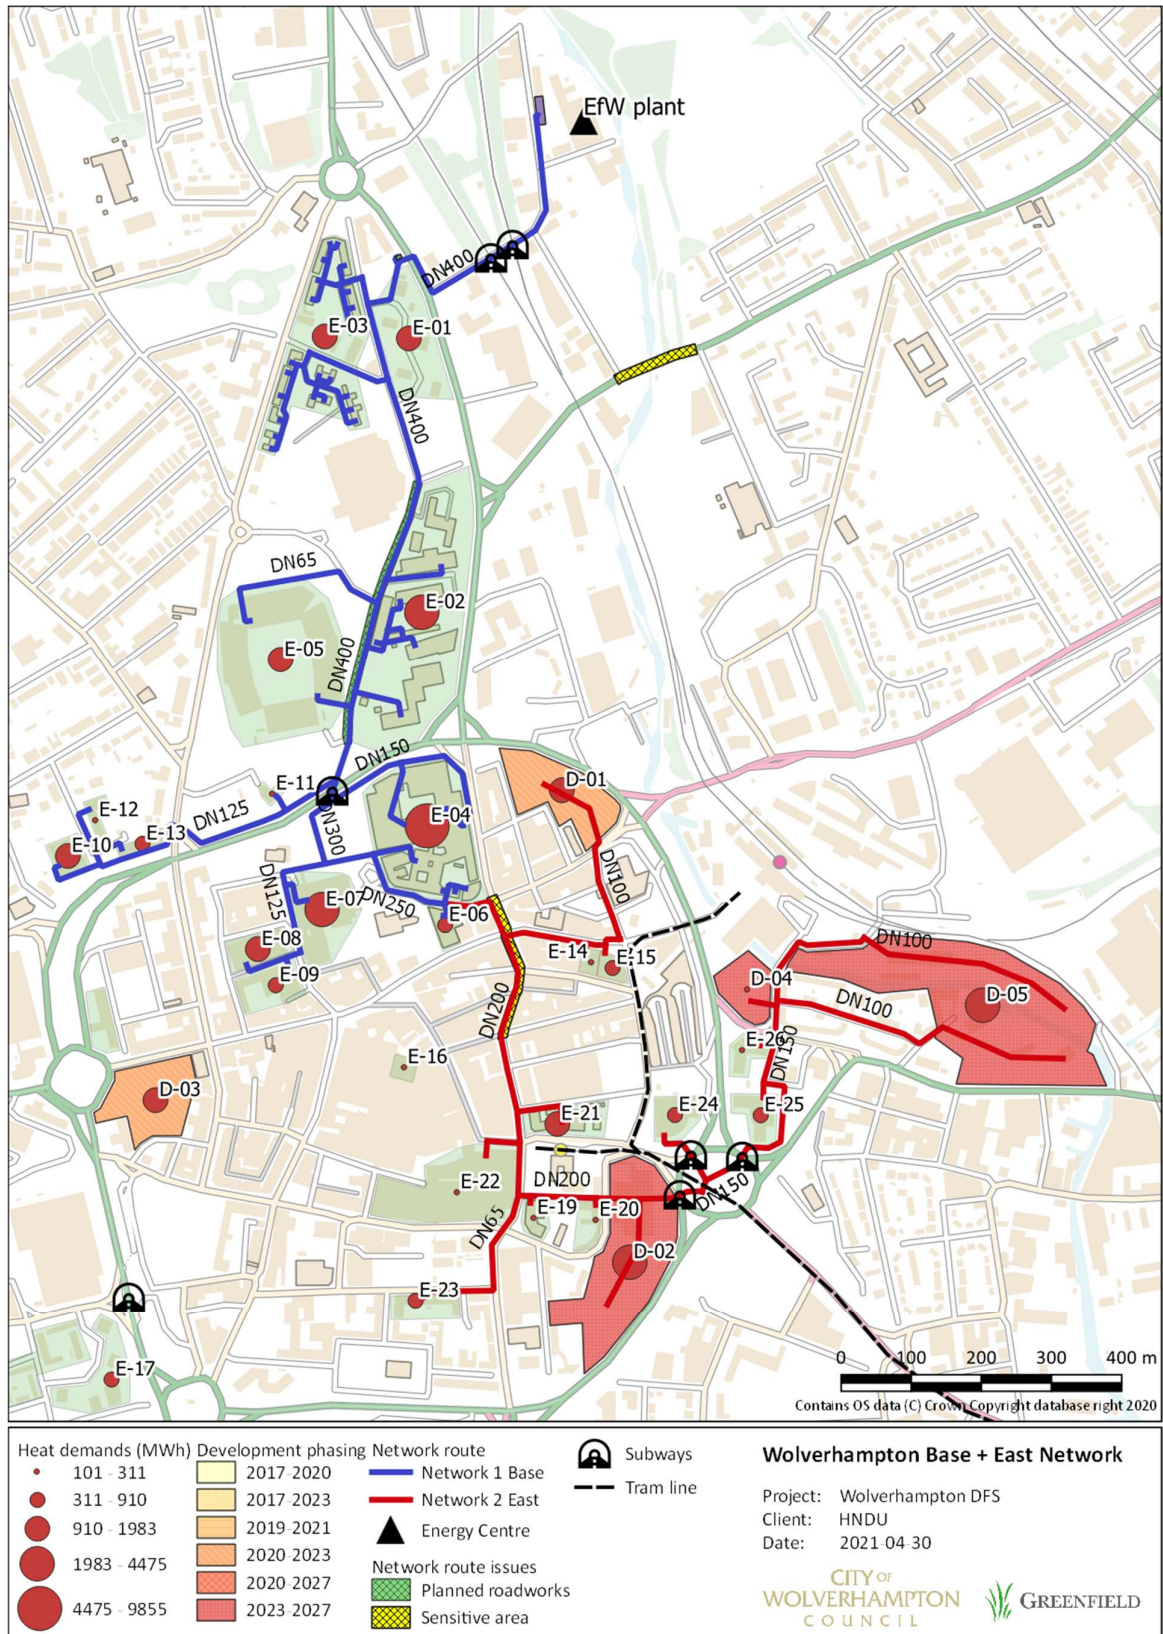 EfW plant
DN400
E-03
E-01
DN400
DN65
E-02
E-05
DN400
DN150
E-11
D-01
E-12
DN125
E-13
E-04
E-10
DN300
DN100
DN125
E-07
DN250
E-06
E-08
E-14
E-15
DN100
E-09
D-04
DN100
D-05
DN200
E-26
DN150
E-16
D-03
E-21
E-24
E-25
E-22
DN200
DN150
E-19
E-20
DN65
D-02
E-23
E-17
0 100 200 300 400 m
Contains OS data (C) Crown Copyright database right 2020
Heat demands (MWh)
101 - 311
311 - 910
910 - 1983
1983 - 4475
4475 - 9855
Development phasing
2017-2020
2017-2023
2019-2021
2020-2023
2020-2027
2023-2027
Network route
Network 1 Base
Network 2 East
Energy Centre
Network route issues
Planned roadworks
Sensitive area
Subways
Tram line
Wolverhampton Base + East Network
Project: Wolverhampton DFS
Client: HNDU
Date: 2021-04-30
CITY OF
WOLVERHAMPTON
COUNCIL
GREENFIELD